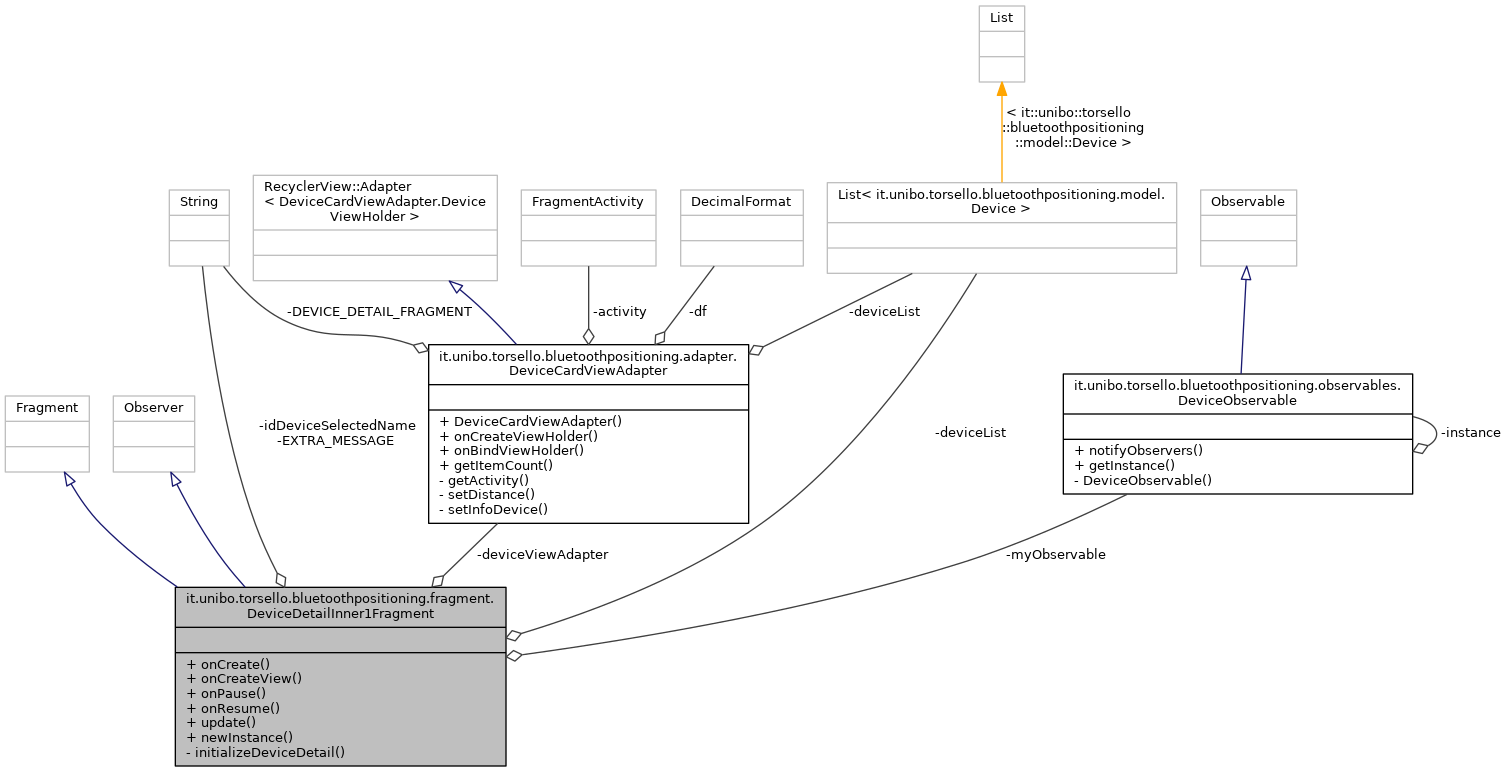 List
< it::unibo::torsello
::bluetoothpositioning
::model::Device >
String
RecyclerView::Adapter
< DeviceCardViewAdapter.Device
ViewHolder >
FragmentActivity
DecimalFormat
List< it.unibo.torsello.bluetoothpositioning.model.
Device >
Observable
-DEVICE_DETAIL_FRAGMENT
-activity
-df
-deviceList
Fragment
Observer
-idDeviceSelectedName
-EXTRA_MESSAGE
it.unibo.torsello.bluetoothpositioning.adapter.
DeviceCardViewAdapter
+ DeviceCardViewAdapter()
+ onCreateViewHolder()
+ onBindViewHolder()
+ getItemCount()
- getActivity()
- setDistance()
- setInfoDevice()
-deviceList
it.unibo.torsello.bluetoothpositioning.observables.
DeviceObservable
+ notifyObservers()
+ getInstance()
- DeviceObservable()
-instance
-deviceViewAdapter
-myObservable
it.unibo.torsello.bluetoothpositioning.fragment.
DeviceDetailInner1Fragment
+ onCreate()
+ onCreateView()
+ onPause()
+ onResume()
+ update()
+ newInstance()
- initializeDeviceDetail()